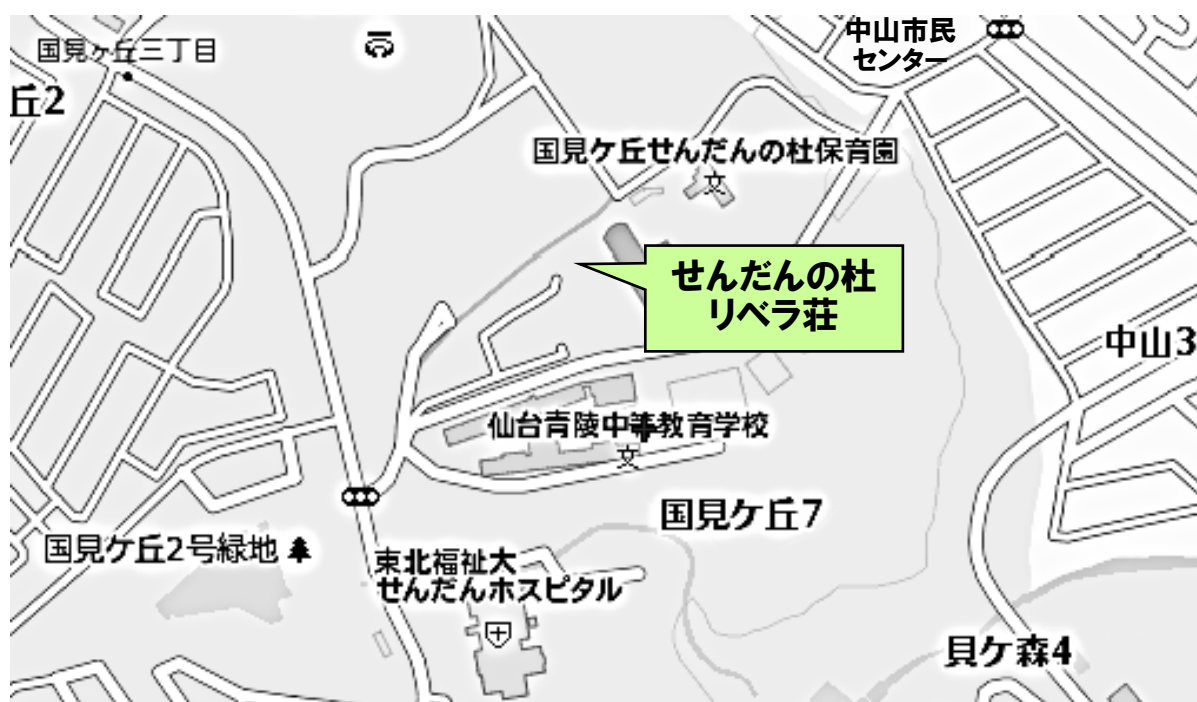 中山市民
センター
国見ヶ丘三丁目
丘2
国見ケ丘せんだんの杜保育園
文
せんだんの杜
リベラ荘
中山3
仙台青陵中等教育学校
文
国見ケ丘7
国見ケ丘2号緑地
東北福祉大
せんだんホスピタル
貝ケ森4